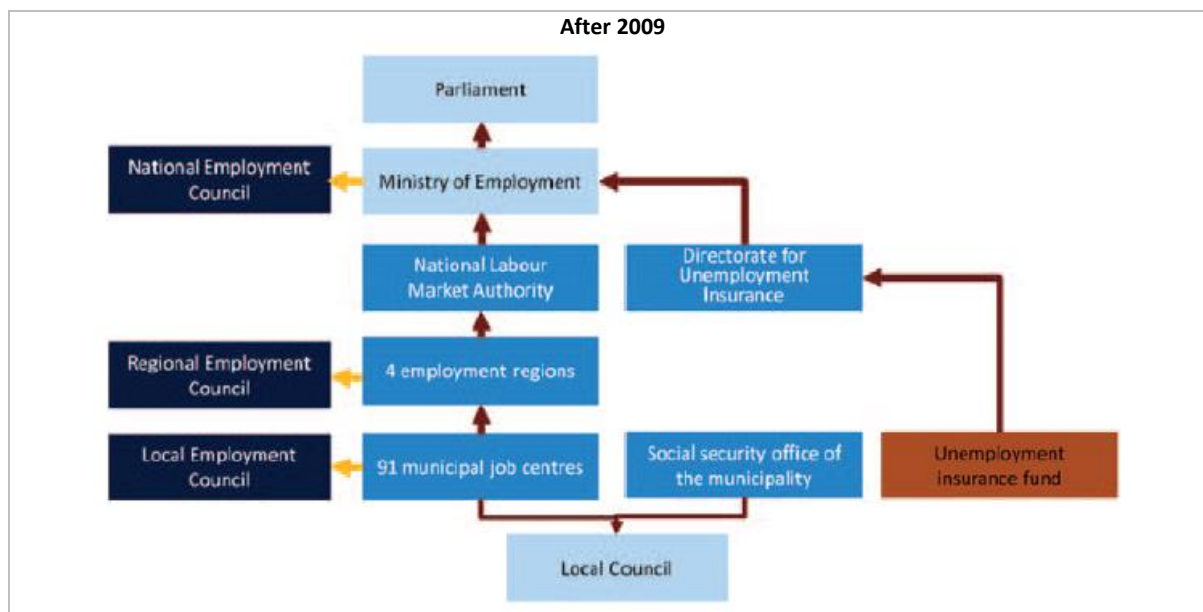 After 2009
Parliament
National Employment
Council
Ministry of Employment
National Labour
Market Authority
Directorate for
Unemployment
Insurance
Regional Employment
Council
4 employment regions
Local Employment
Council
91 municipal job centres
Social security office of
the municipality
Unemployment
insurance fund
Local Council